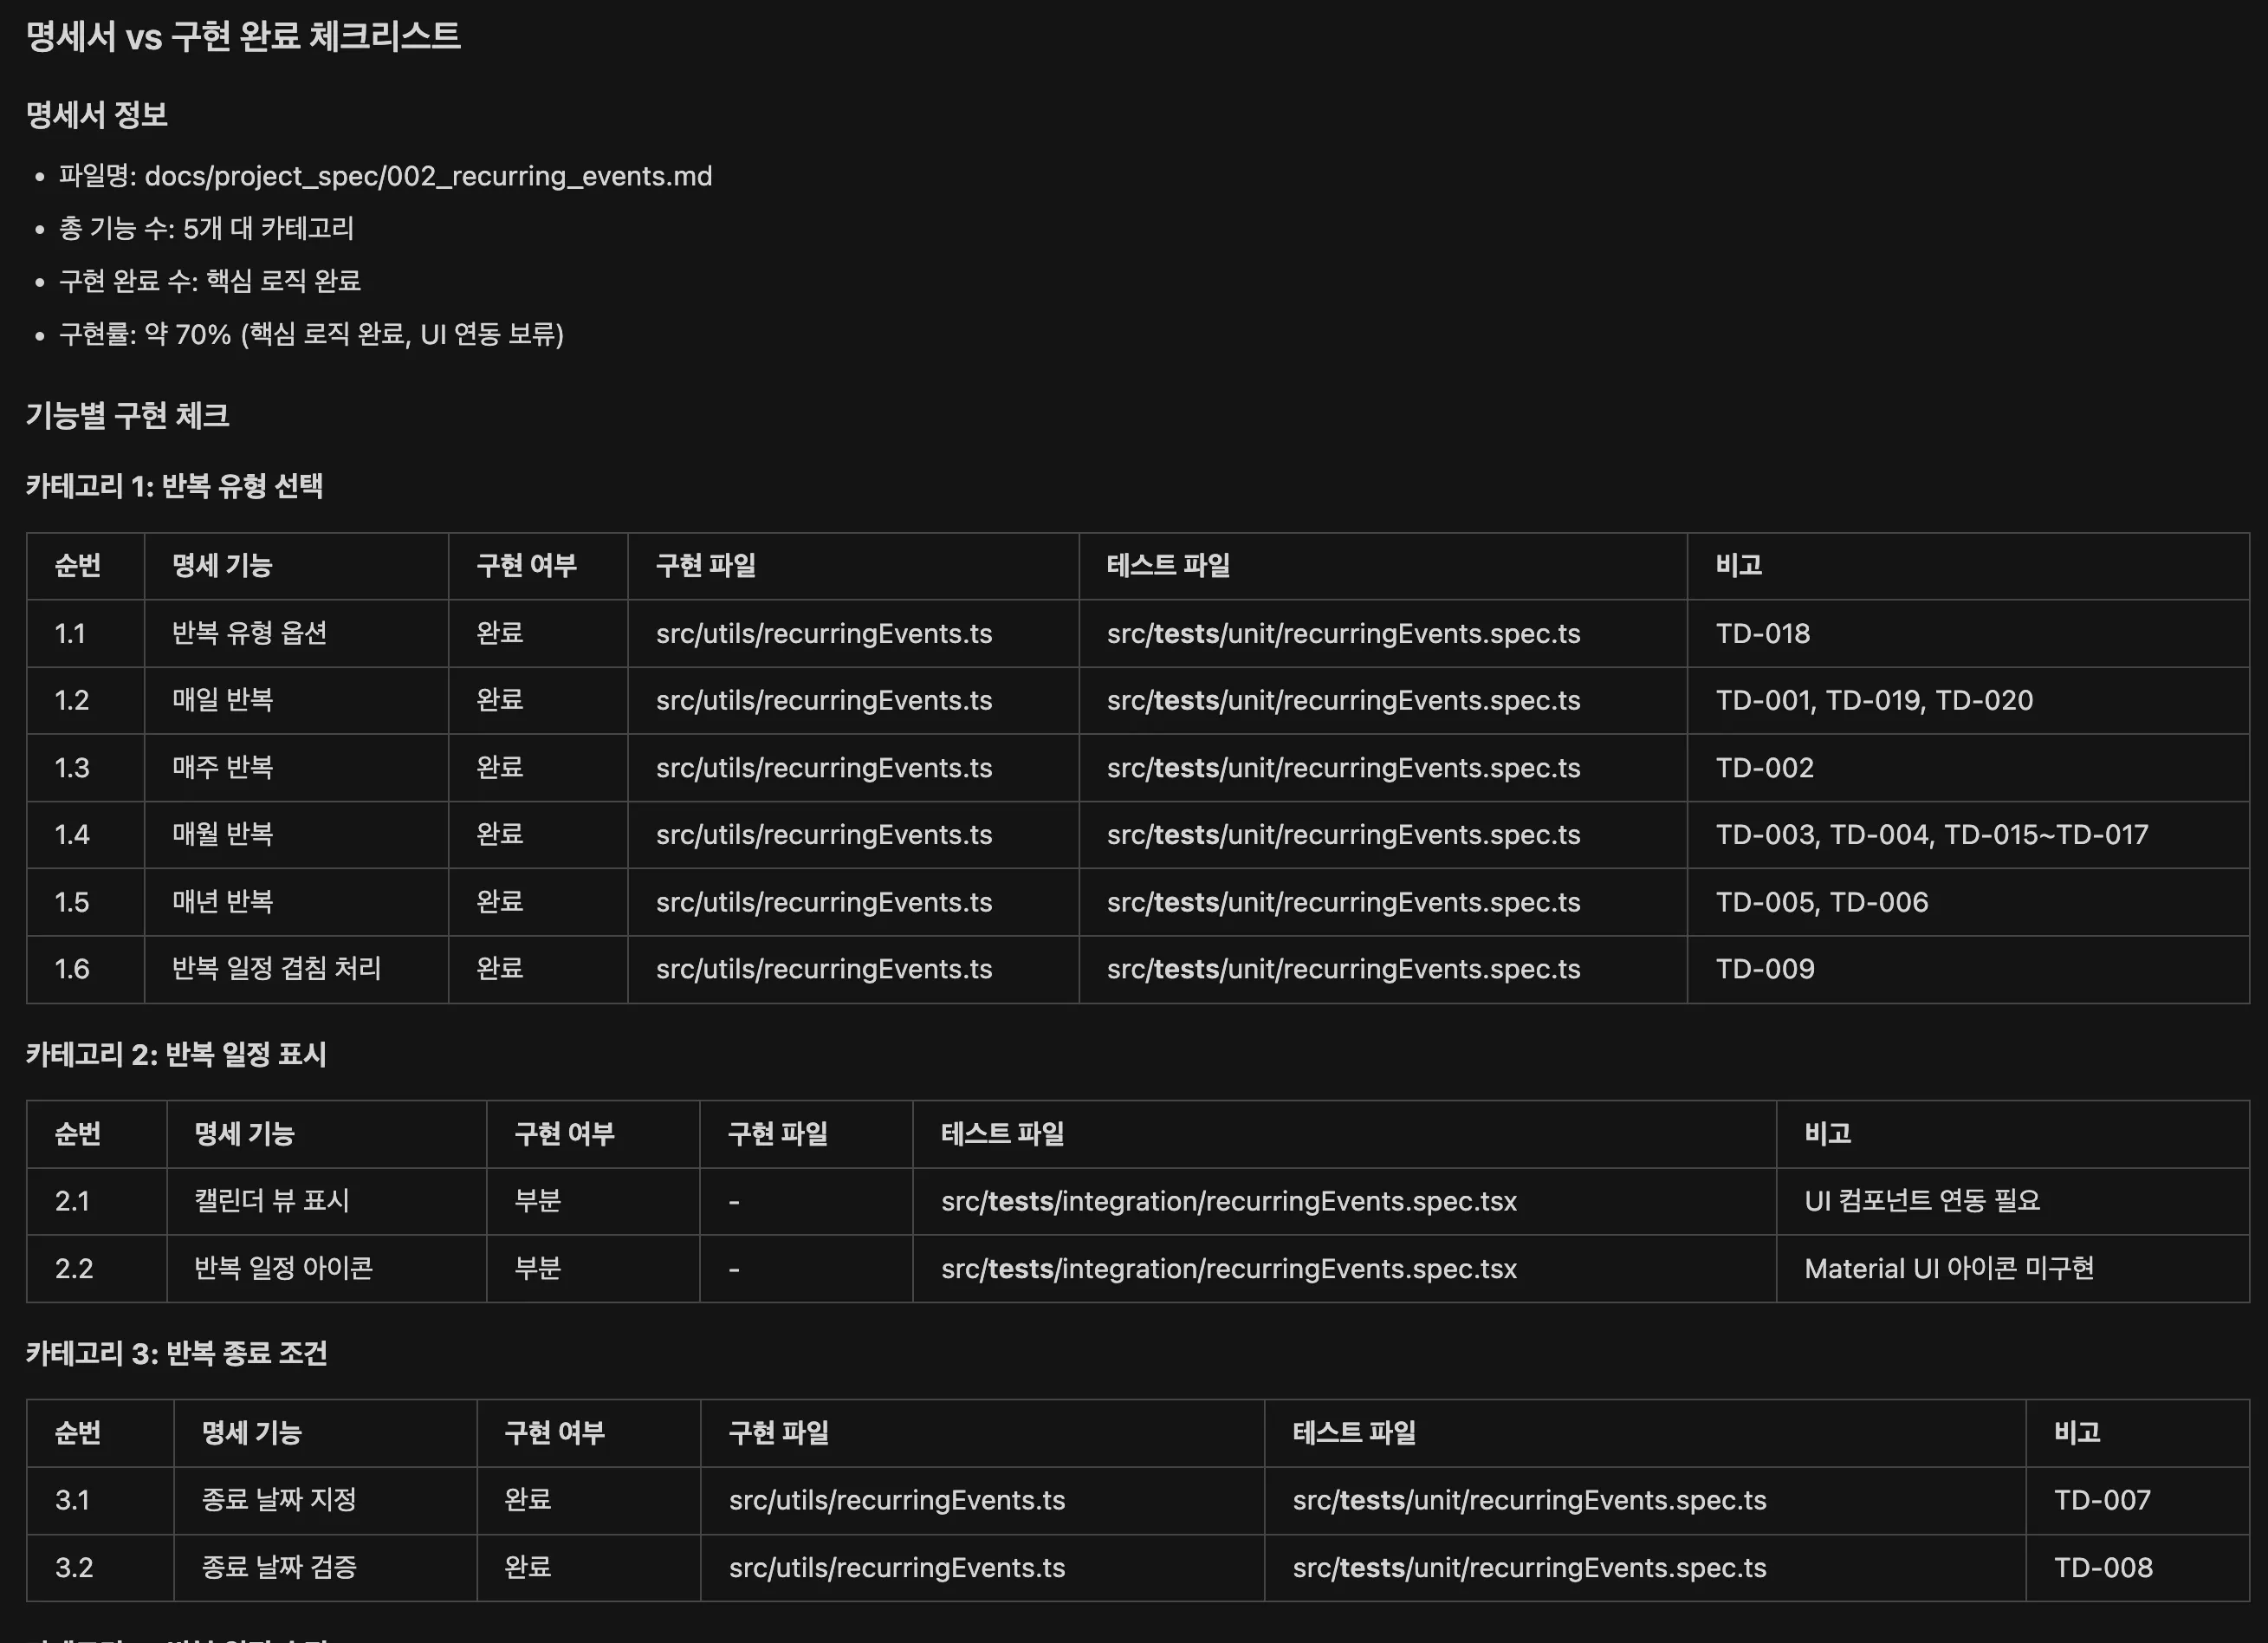 명세서 vs 구현 완료 체크리스트
명세서 정보
• 파일명: docs/project_spec/002_recurring_events.md
• 총 기능 수: 5개 대 카테고리
• 구현 완료 수: 핵심 로직 완료
• 구현률: 약 70% (핵심 로직 완료, UI 연동 보류)
기능별 구현 체크
카테고리 1: 반복 유형 선택
순번 명세 기능 구현 여부 구현 파일 테스트 파일 비고
1.1 반복 유형 옵션 완료 src/utils/recurringEvents.ts src/tests/unit/recurringEvents.spec.ts TD-018
1.2 매일 반복 완료 src/utils/recurringEvents.ts src/tests/unit/recurringEvents.spec.ts TD-001, TD-019, TD-020
1.3 매주 반복 완료 src/utils/recurringEvents.ts src/tests/unit/recurringEvents.spec.ts TD-002
1.4 매월 반복 완료 src/utils/recurringEvents.ts src/tests/unit/recurringEvents.spec.ts TD-003, TD-004, TD-015~TD-017
1.5 매년 반복 완료 src/utils/recurringEvents.ts src/tests/unit/recurringEvents.spec.ts TD-005, TD-006
1.6 반복 일정 겹침 처리 완료 src/utils/recurringEvents.ts src/tests/unit/recurringEvents.spec.ts TD-009
카테고리 2: 반복 일정 표시
순번 명세 기능 구현 여부 구현 파일 테스트 파일 비고
2.1 캘린더 뷰 표시 부분 - src/tests/integration/recurringEvents.spec.tsx UI 컴포넌트 연동 필요
2.2 반복 일정 아이콘 부분 - src/tests/integration/recurringEvents.spec.tsx Material UI 아이콘 미구현
카테고리 3: 반복 종료 조건
순번 명세 기능 구현 여부 구현 파일 테스트 파일 비고
3.1 종료 날짜 지정 완료 src/utils/recurringEvents.ts src/tests/unit/recurringEvents.spec.ts TD-007
3.2 종료 날짜 검증 완료 src/utils/recurringEvents.ts src/tests/unit/recurringEvents.spec.ts TD-008